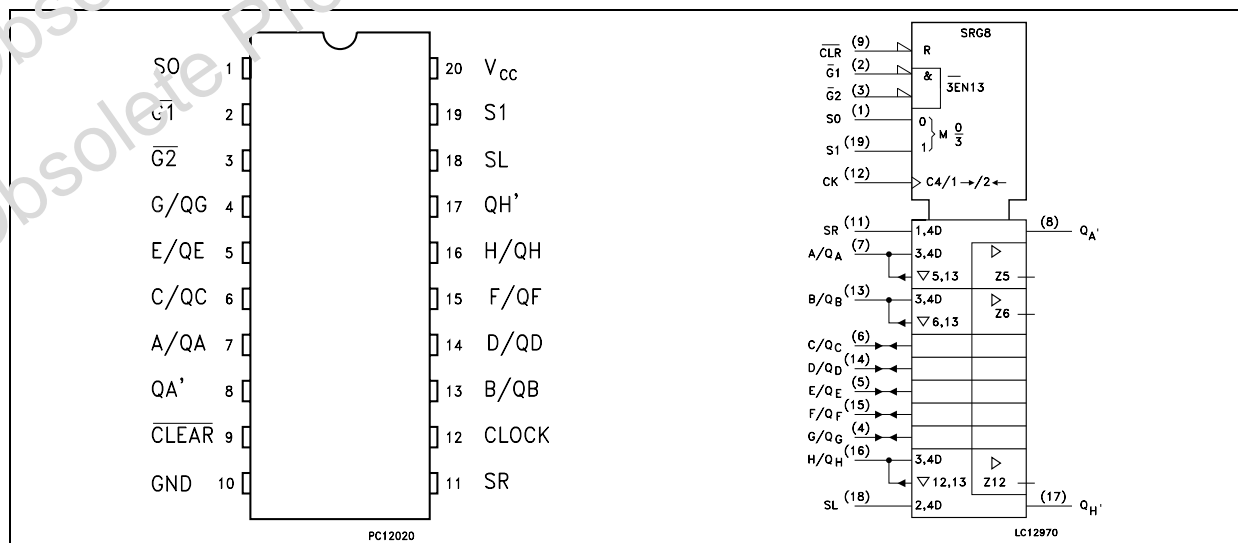 Obsolete Pro
SO 1
G1 2
G2 3
G/QG 4
E/QE 5
C/QC 6
A/QA 7
QA' 8
CLEAR 9
GND 10
20 VCC
19 S1
18 SL
17 QH'
16 H/QH
15 F/QF
14 D/QD
13 B/QB
12 CLOCK
11 SR
PC12020
SRG8
CLR (9) R
G1 (2) &
3EN13
G2 (3)
S0 (1) 0
M 0/3
S1 (19) 1
CK (12) C4/1→/2←
SR (11) 1,4D (8) QA'
A/QA (7) 3,4D ▷
▽5,13 Z5
B/QB (13) 3,4D ▷
Z6
▽6,13
C/QC (6)
D/QD (14)
E/QE (5)
F/QF (15)
G/QG (4)
H/QH (16) 3,4D ▷
▽12,13 Z12
SL (18) 2,4D (17) QH'
LC12970